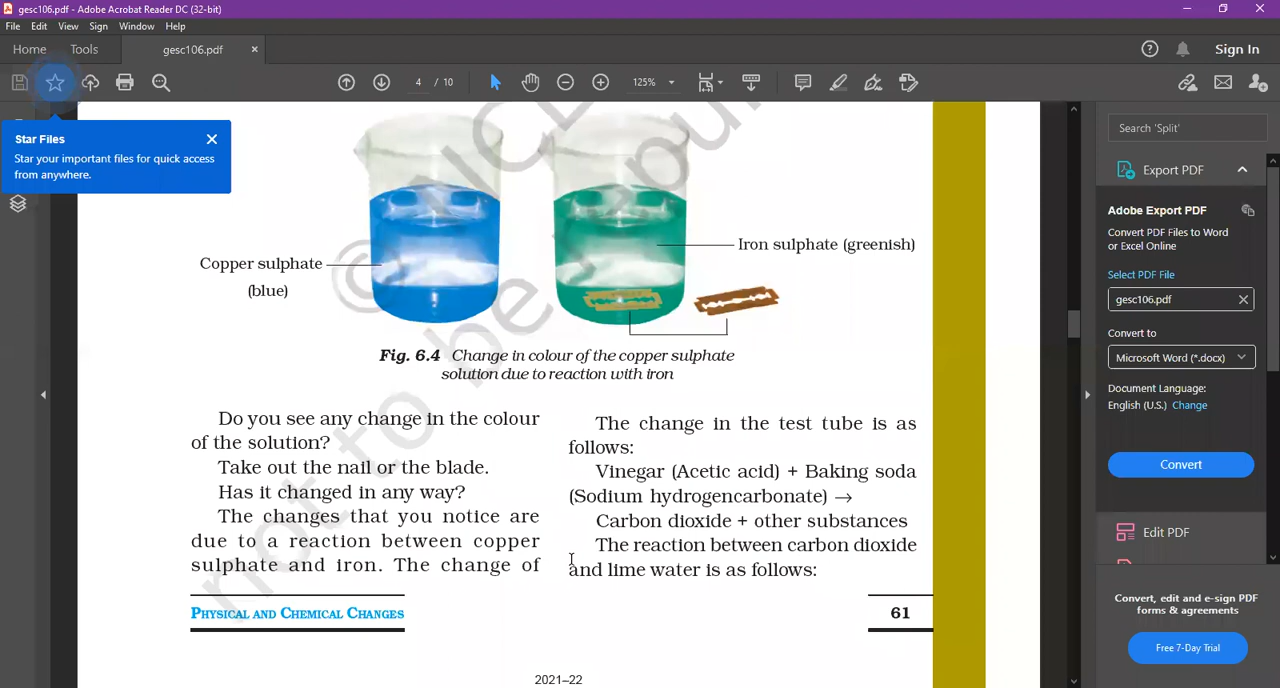 gesc106.pdf - Adobe Acrobat Reader DC (32-bit)
File Edit View Sign Window Help
Home Tools gesc106.pdf × Sign In
4 / 10 125%
Star Files
Star your important files for quick access
from anywhere.
Copper sulphate
(blue)
Iron sulphate (greenish)
Fig. 6.4 Change in colour of the copper sulphate
solution due to reaction with iron
Do you see any change in the colour
of the solution?
Take out the nail or the blade.
Has it changed in any way?
The changes that you notice are
due to a reaction between copper
sulphate and iron. The change of
The change in the test tube is as
follows:
Vinegar (Acetic acid) + Baking soda
(Sodium hydrogencarbonate) →
Carbon dioxide + other substances
The reaction between carbon dioxide
and lime water is as follows:
PHYSICAL AND CHEMICAL CHANGES
61
2021–22
not to be
Search 'Split'
Export PDF
Adobe Export PDF
Convert PDF Files to Word
or Excel Online
Select PDF File
gesc106.pdf
Convert to
Microsoft Word (*.docx)
Document Language:
English (U.S.) Change
Convert
Edit PDF
Convert, edit and e-sign PDF
forms & agreements
Free 7-Day Trial